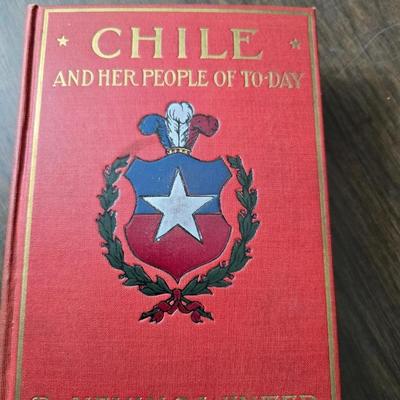 CHILE
AND HER PEOPLE OF TO-DAY